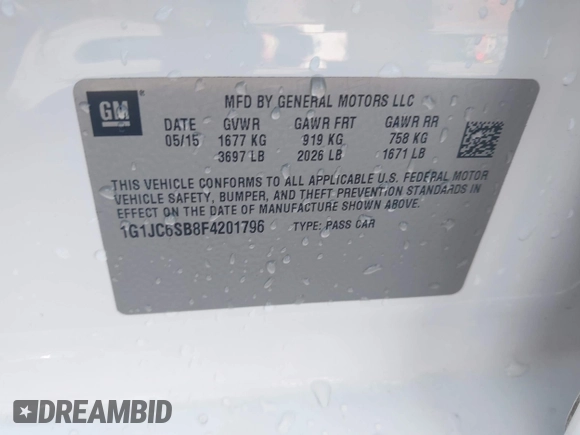 GM ®
MFD BY GENERAL MOTORS LLC
DATE GVWR GAWR FRT GAWR RR
05/15 1677 KG 919 KG 758 KG
3697 LB 2026 LB 1671 LB
THIS VEHICLE CONFORMS TO ALL APPLICABLE U.S. FEDERAL MOTOR
VEHICLE SAFETY, BUMPER, AND THEFT PREVENTION STANDARDS IN
EFFECT ON THE DATE OF MANUFACTURE SHOWN ABOVE.
1G1JC6SB8F4201796 TYPE: PASS CAR
DREAMBID